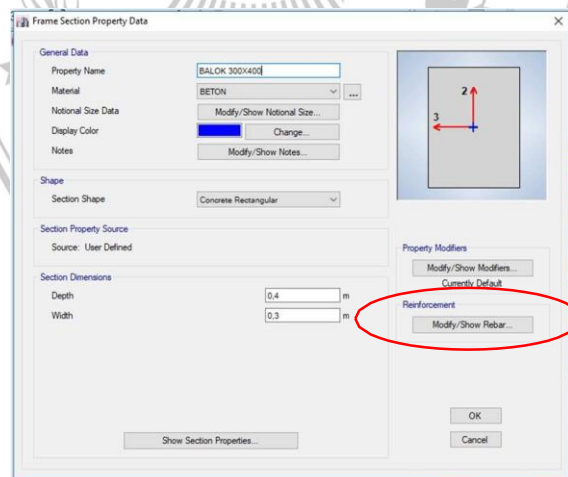 Frame Section Property Data
General Data
Property Name BALOK 300X400
Material BETON ...
Notional Size Data Modify/Show Notional Size...
Display Color Change...
Notes Modify/Show Notes...
2
3
Shape
Section Shape Concrete Rectangular
Section Property Source
Source: User Defined
Property Modifiers
Modify/Show Modifiers...
Currently Default
Section Dimensions
Depth 0,4 m
Width 0,3 m
Reinforcement
Modify/Show Rebar...
Show Section Properties...
OK
Cancel